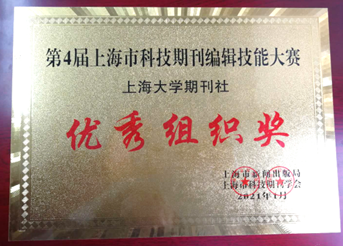 第4届上海市科技期刊编辑技能大赛
上海大学期刊社
优秀组织奖
上海市新闻出版局
上海市科技期刊学会
2021年1月